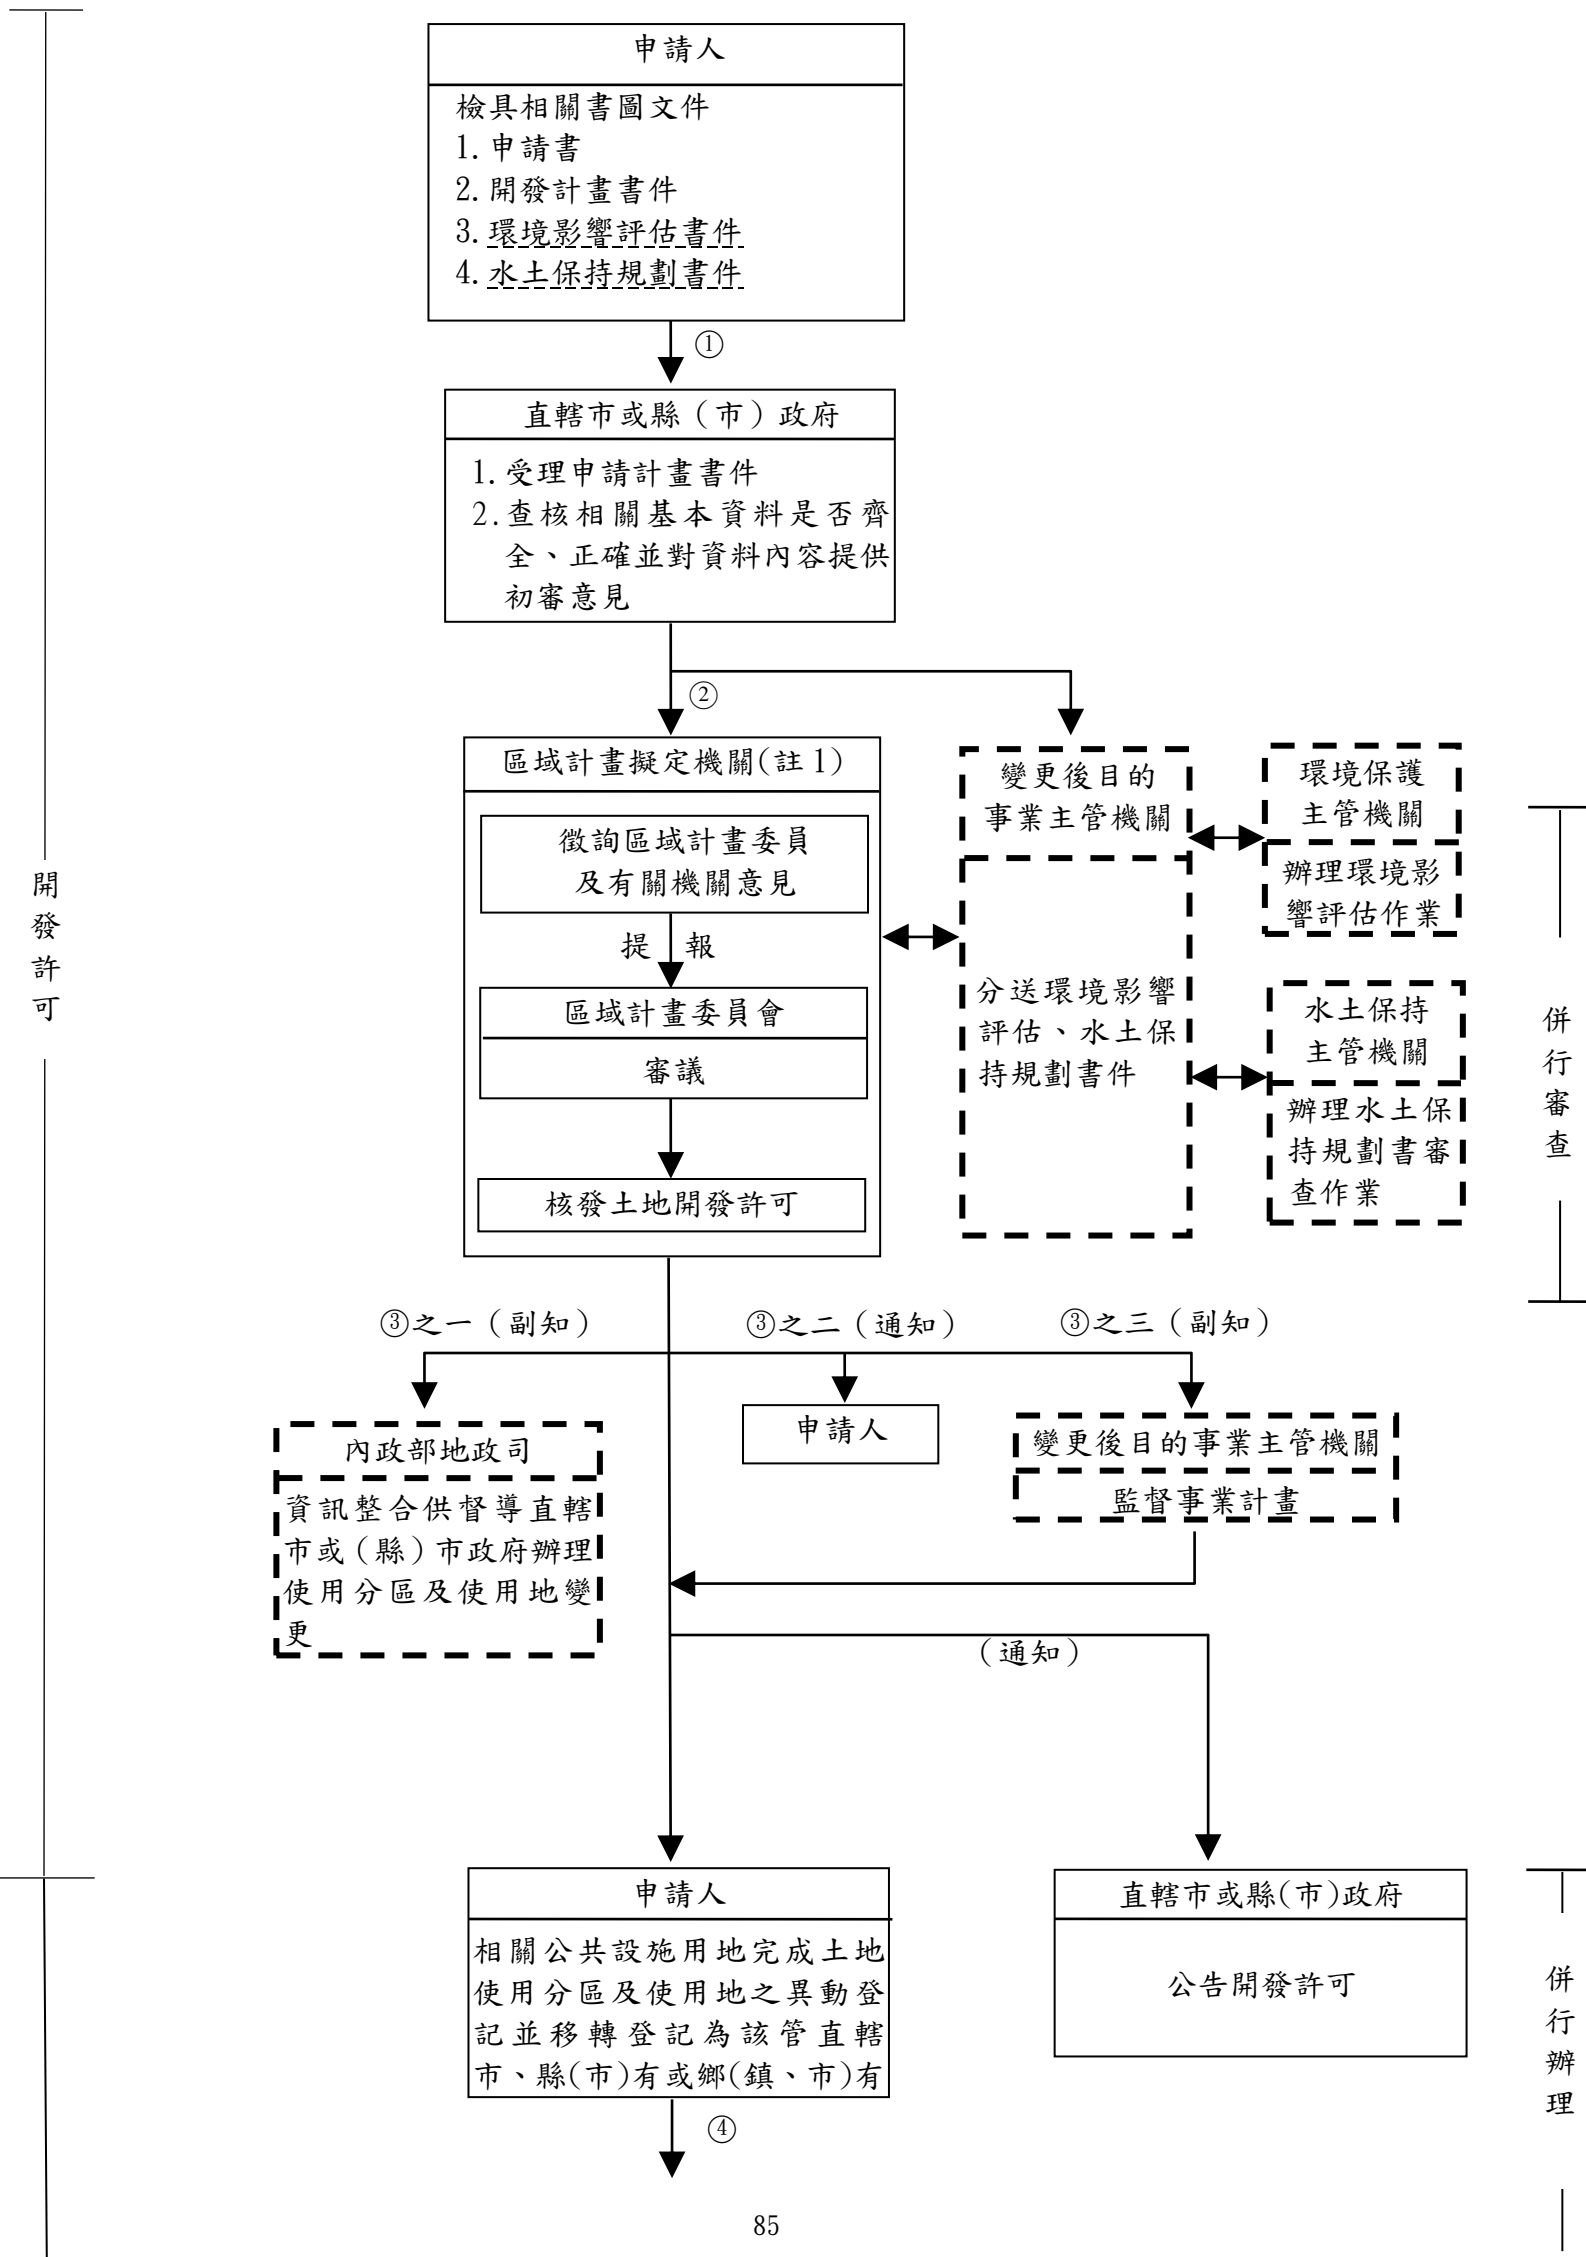 申請人
檢具相關書圖文件
1.申請書
2.開發計畫書件
3.環境影響評估書件
4.水土保持規劃書件
①
直轄市或縣（市）政府
1.受理申請計畫書件
2.查核相關基本資料是否齊
全、正確並對資料內容提供
初審意見
②
區域計畫擬定機關(註1)
徵詢區域計畫委員
及有關機關意見
提 報
區域計畫委員會
審議
核發土地開發許可
變更後目的
事業主管機關
分送環境影響
評估、水土保
持規劃書件
環境保護
主管機關
辦理環境影
響評估作業
水土保持
主管機關
辦理水土保
持規劃書審
查作業
開
發
許
可
併
行
審
查
③之一（副知）
③之二（通知）
③之三（副知）
內政部地政司
資訊整合供督導直轄
市或（縣）市政府辦理
使用分區及使用地變
更
申請人
變更後目的事業主管機關
監督事業計畫
（通知）
申請人
相關公共設施用地完成土地
使用分區及使用地之異動登
記並移轉登記為該管直轄
市、縣(市)有或鄉(鎮、市)有
④
直轄市或縣(市)政府
公告開發許可
併
行
辦
理
85